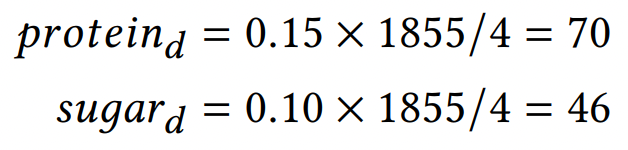 protein_d = 0.15 × 1855/4 = 70
sugar_d = 0.10 × 1855/4 = 46